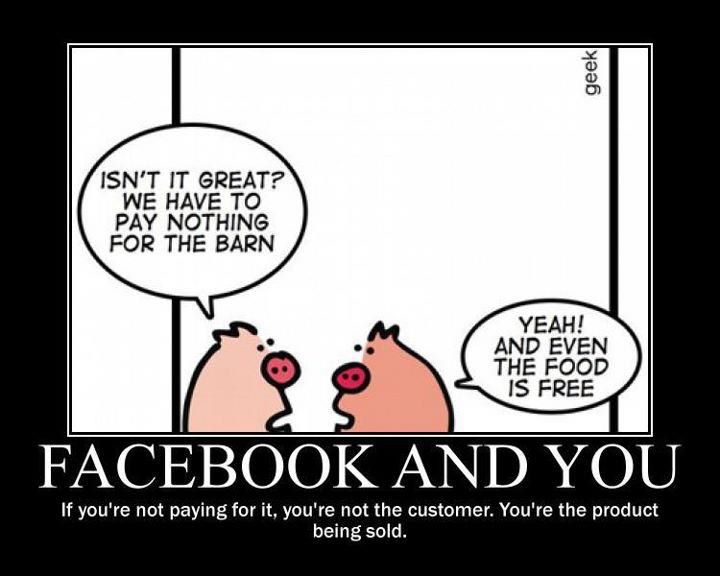 geek
ISN'T IT GREAT?
WE HAVE TO
PAY NOTHING
FOR THE BARN
YEAH!
AND EVEN
THE FOOD
IS FREE
FACEBOOK AND YOU
If you're not paying for it, you're not the customer. You're the product
being sold.